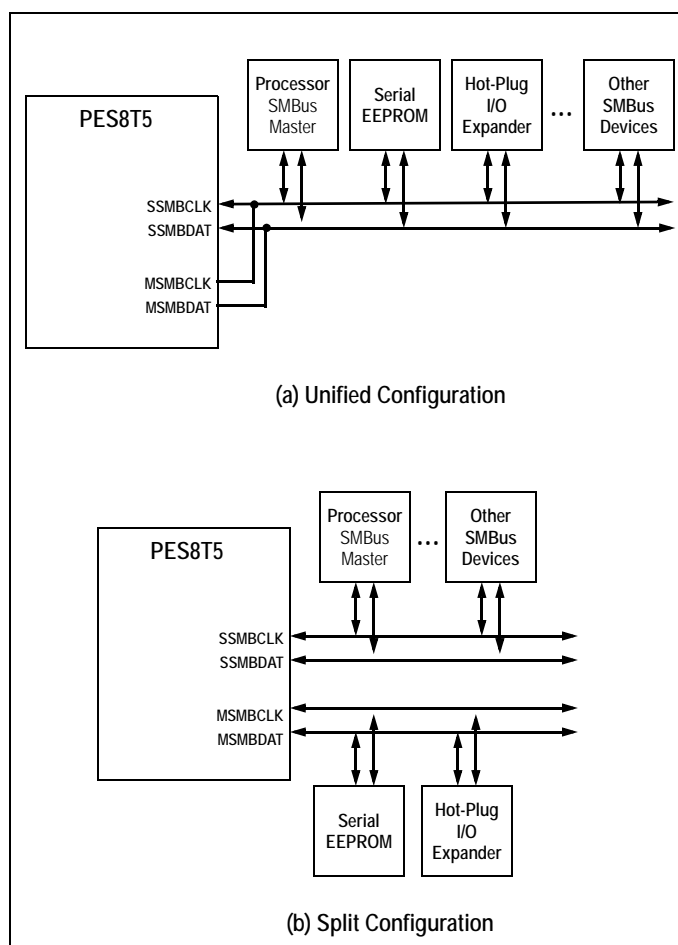 PES8T5
Processor
SMBus
Master
Serial
EEPROM
Hot-Plug
I/O
Expander
...
Other
SMBus
Devices
SSMBCLK
SSMBDAT
MSMBCLK
MSMBDAT
(a) Unified Configuration
PES8T5
Processor
SMBus
Master
...
Other
SMBus
Devices
SSMBCLK
SSMBDAT
MSMBCLK
MSMBDAT
Serial
EEPROM
Hot-Plug
I/O
Expander
(b) Split Configuration